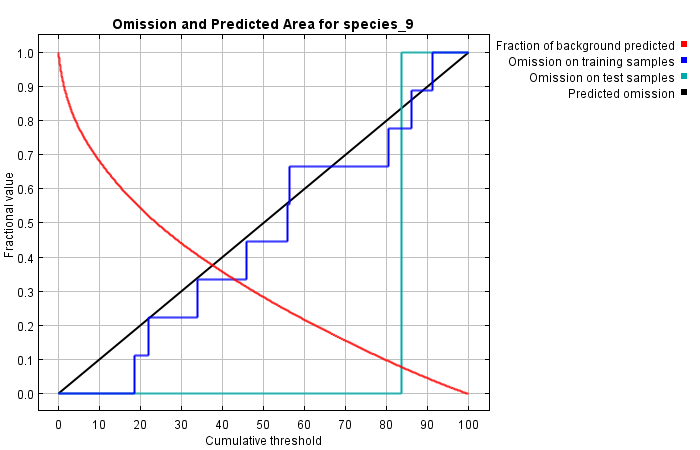 Omission and Predicted Area for species_9
Fraction of background predicted
Omission on training samples
Omission on test samples
Predicted omission
Fractional value
1.0
0.9
0.8
0.7
0.6
0.5
0.4
0.3
0.2
0.1
0.0
0 10 20 30 40 50 60 70 80 90 100
Cumulative threshold